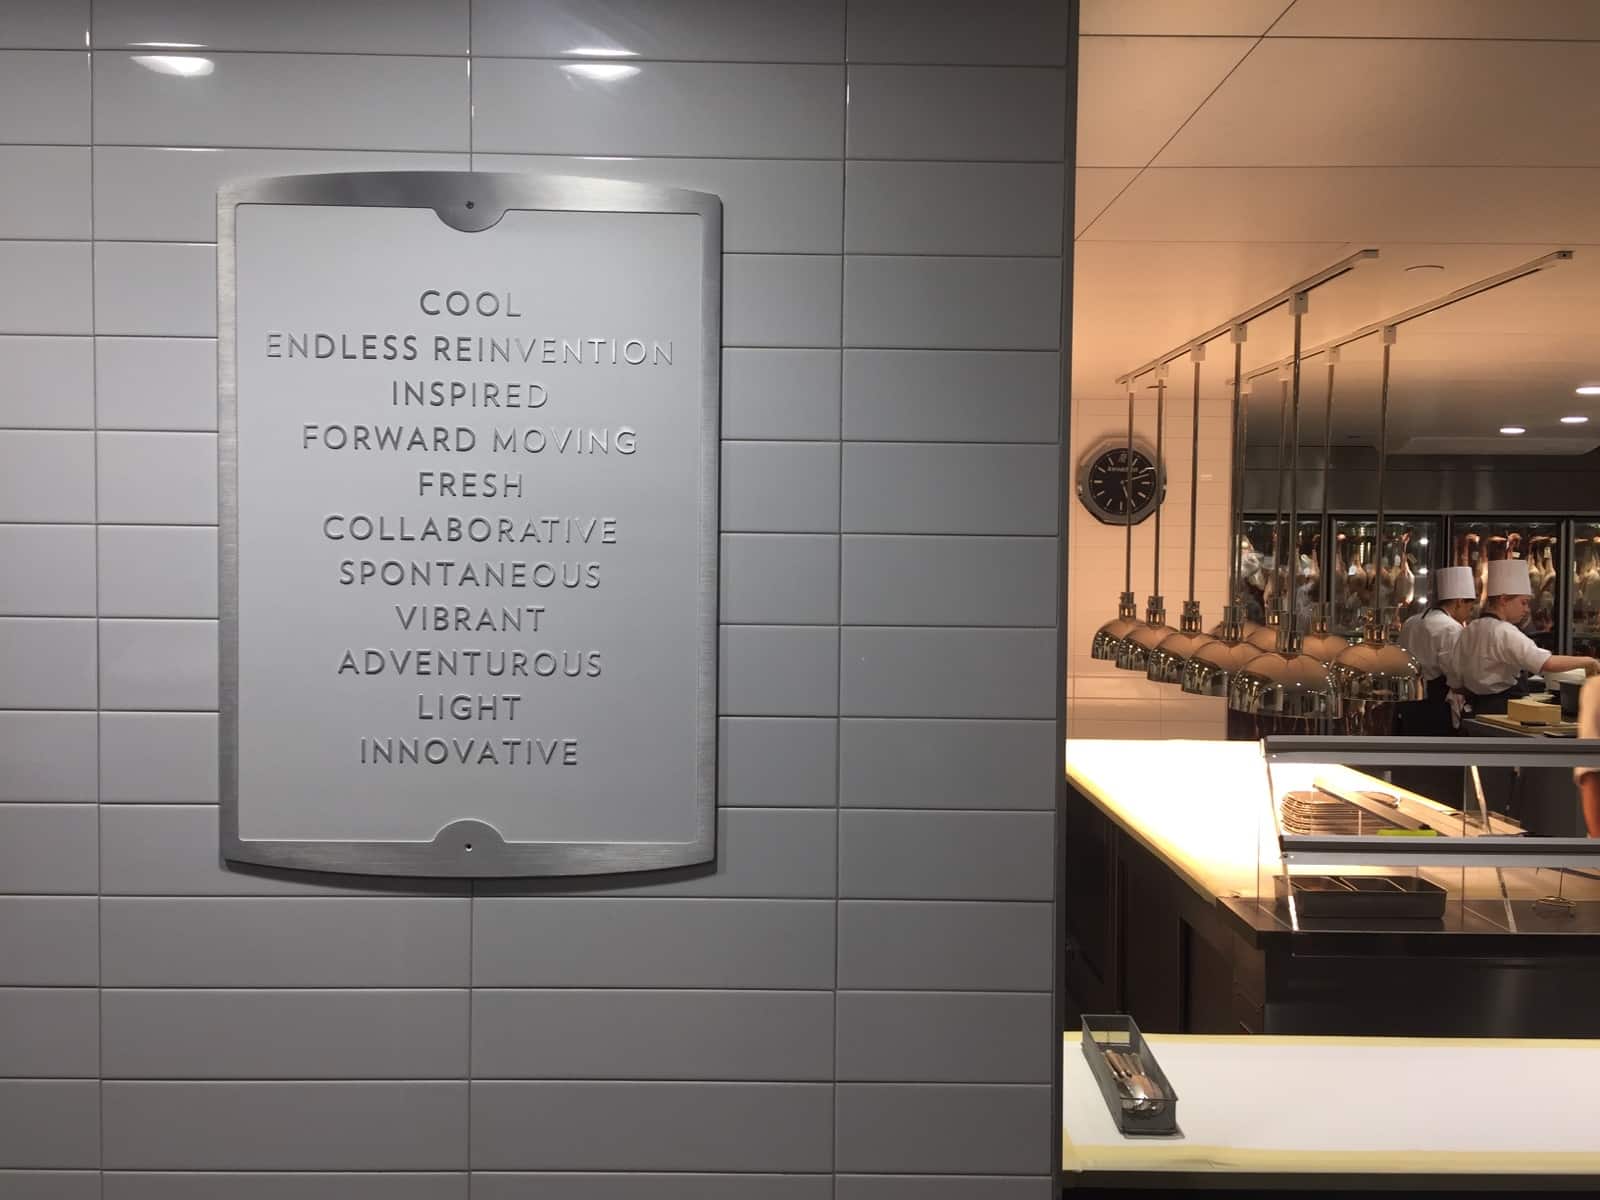 COOL
ENDLESS REINVENTION
INSPIRED
FORWARD MOVING
FRESH
COLLABORATIVE
SPONTANEOUS
VIBRANT
ADVENTUROUS
LIGHT
INNOVATIVE